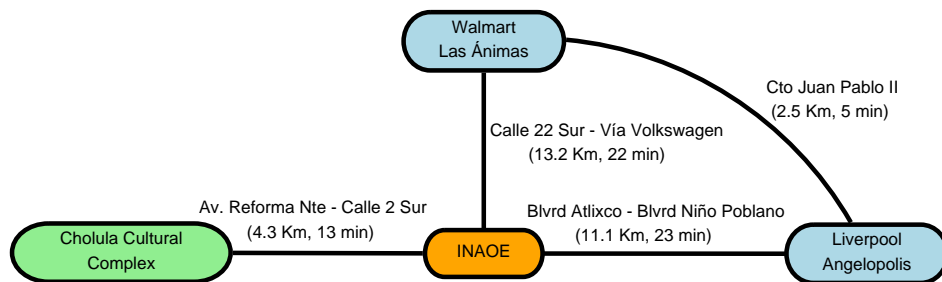 Walmart
Las Ánimas
Cto Juan Pablo II
(2.5 Km, 5 min)
Calle 22 Sur - Vía Volkswagen
(13.2 Km, 22 min)
Av. Reforma Nte - Calle 2 Sur
(4.3 Km, 13 min)
Blvrd Atlixco - Blvrd Niño Poblano
(11.1 Km, 23 min)
Cholula Cultural
Complex
INAOE
Liverpool
Angelopolis